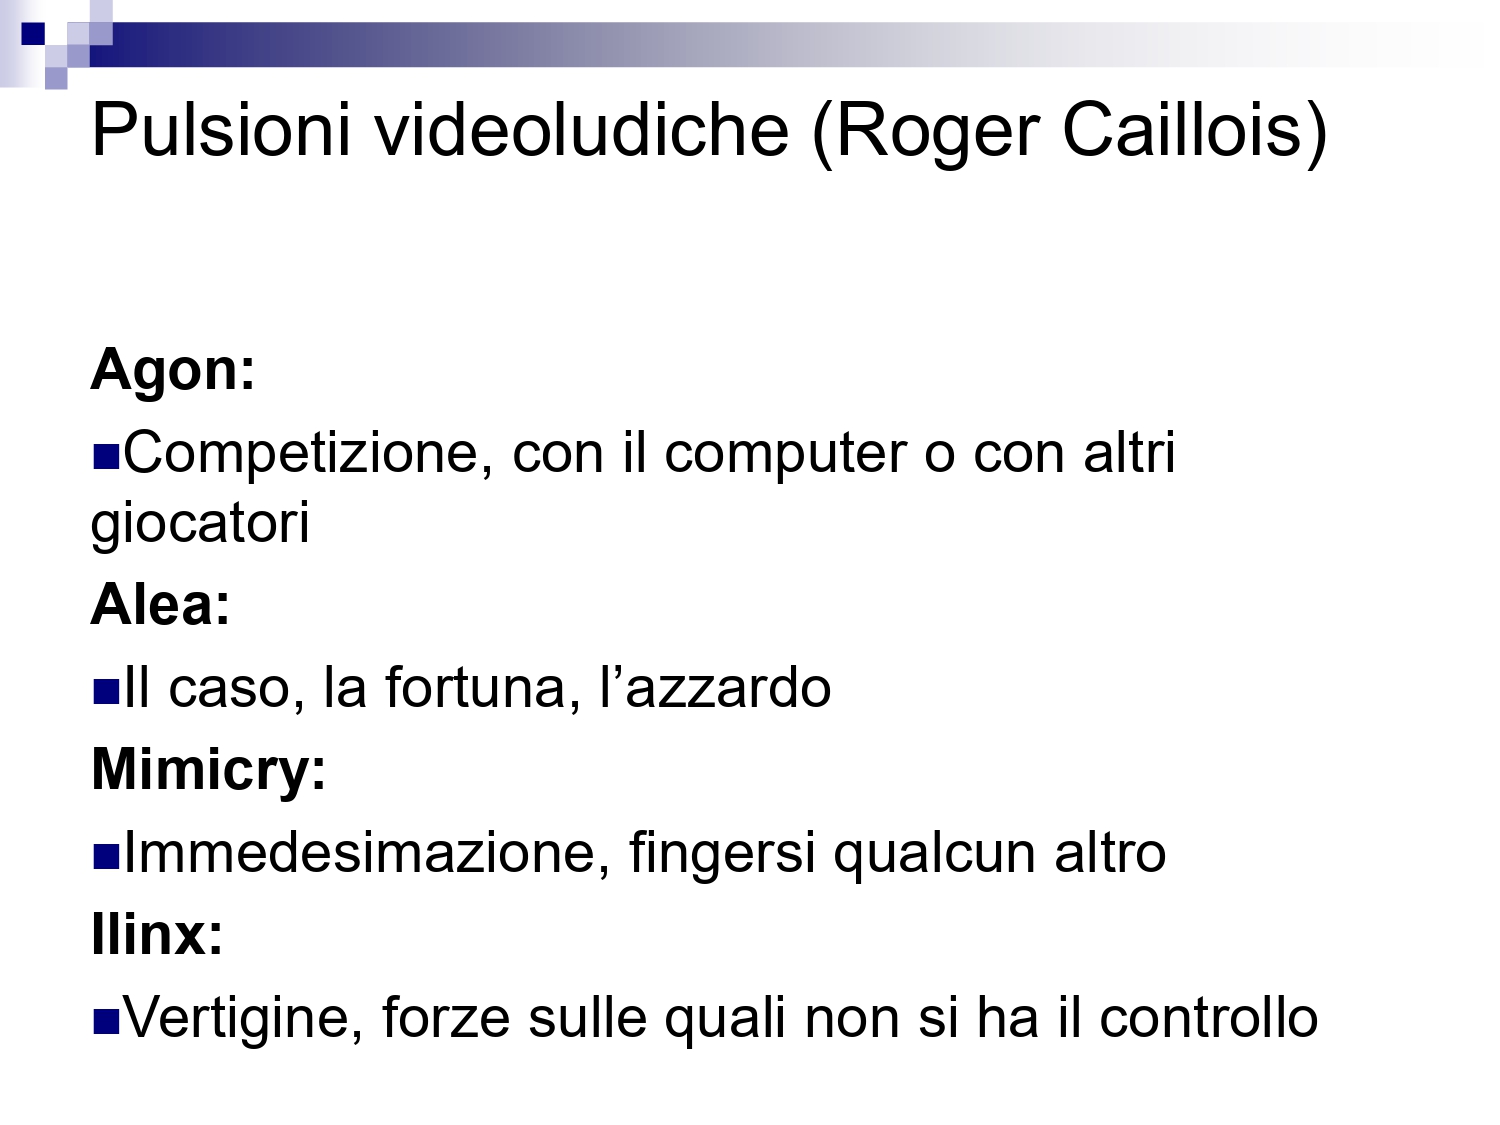 Pulsioni videoludiche (Roger Caillois)
Agon:
Competizione, con il computer o con altri
giocatori
Alea:
Il caso, la fortuna, l’azzardo
Mimicry:
Immedesimazione, fingersi qualcun altro
Ilinx:
Vertigine, forze sulle quali non si ha il controllo